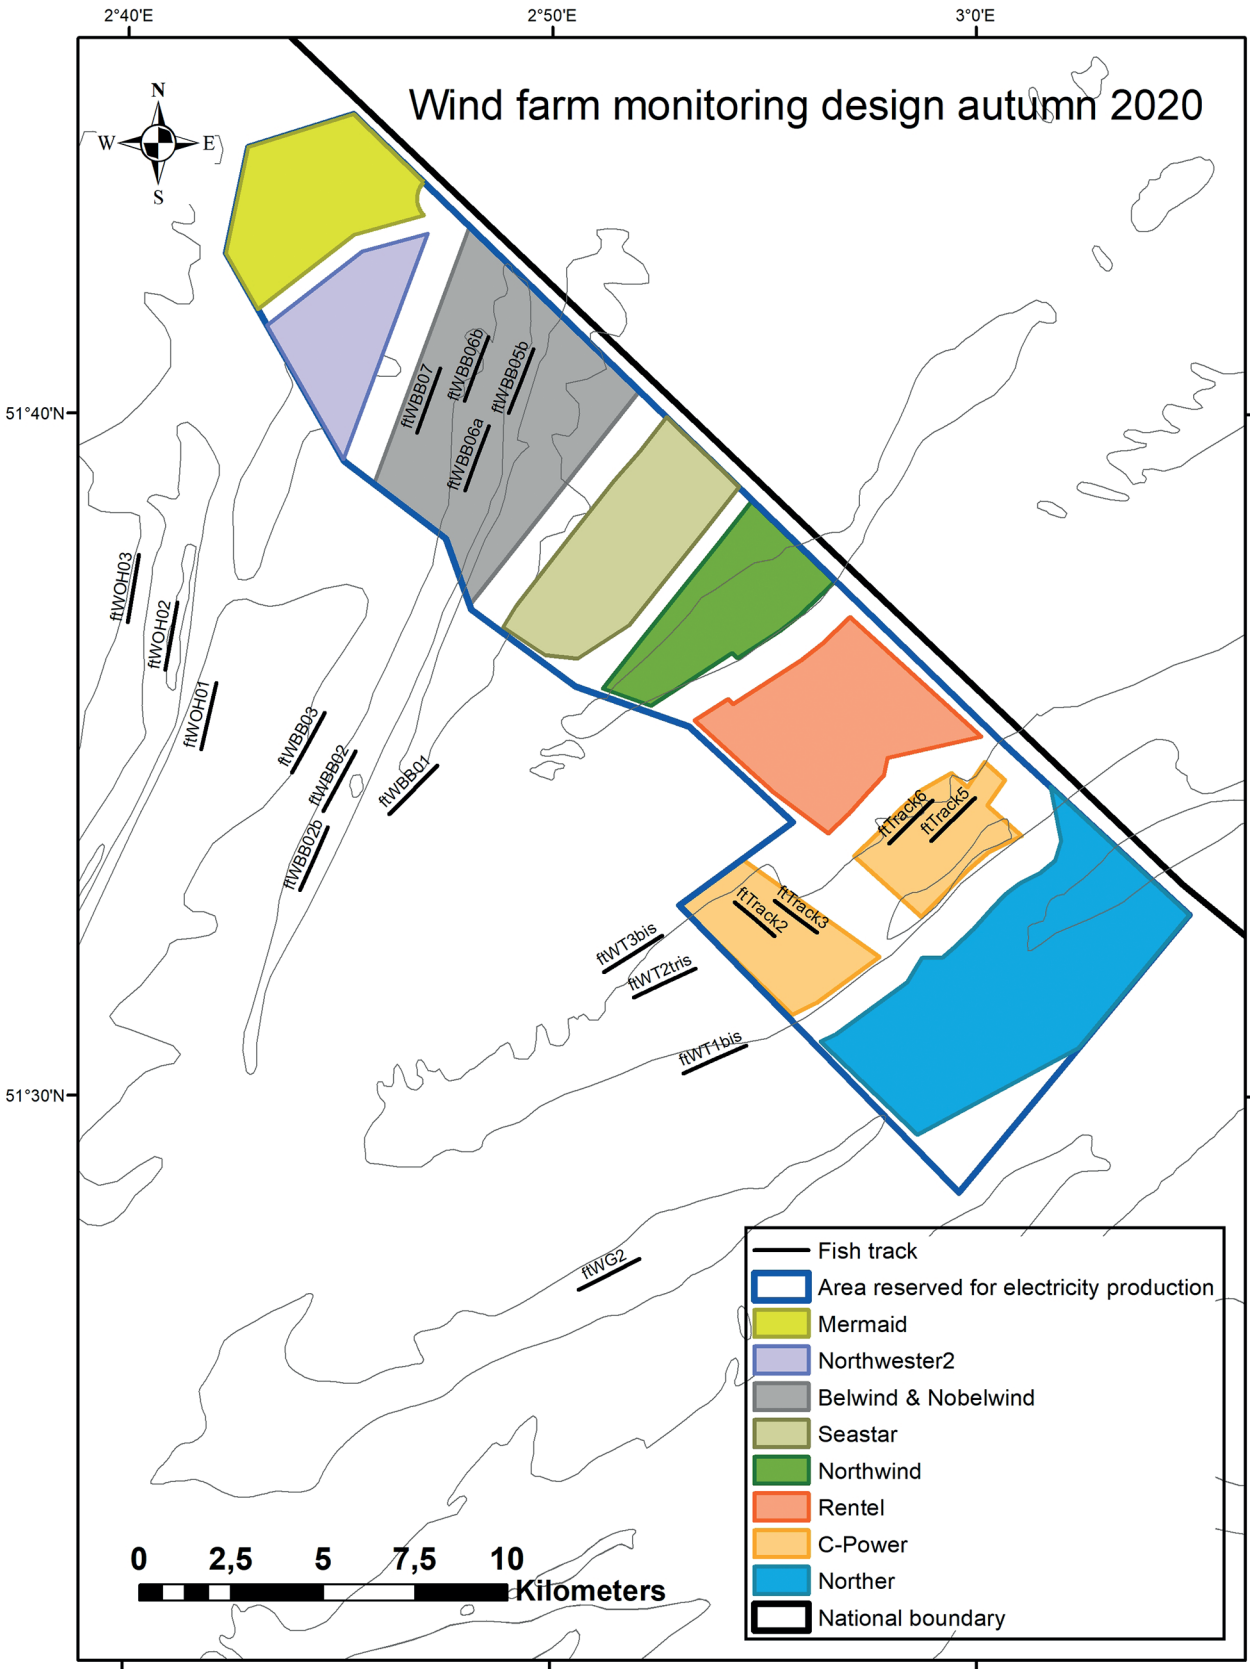 2°40'E 2°50'E 3°0'E
Wind farm monitoring design autumn 2020
N
W E
S
ftWBB06b
ftWBB05b
ftWBB07
51°40'N
ftWBB06a
ftWOH03
ftWOH02
ftWOH01
ftWBB03
ftWBB02
ftWBB01
ftTrack6
ftTrack5
ftWBB02b
ftTrack3
ftTrack2
ftWT3bis
ftWT2tris
ftWT1bis
51°30'N
ftWG2
Fish track
Area reserved for electricity production
Mermaid
Northwester2
Belwind & Nobelwind
Seastar
Northwind
Rentel
C-Power
Norther
National boundary
0 2,5 5 7,5 10
Kilometers